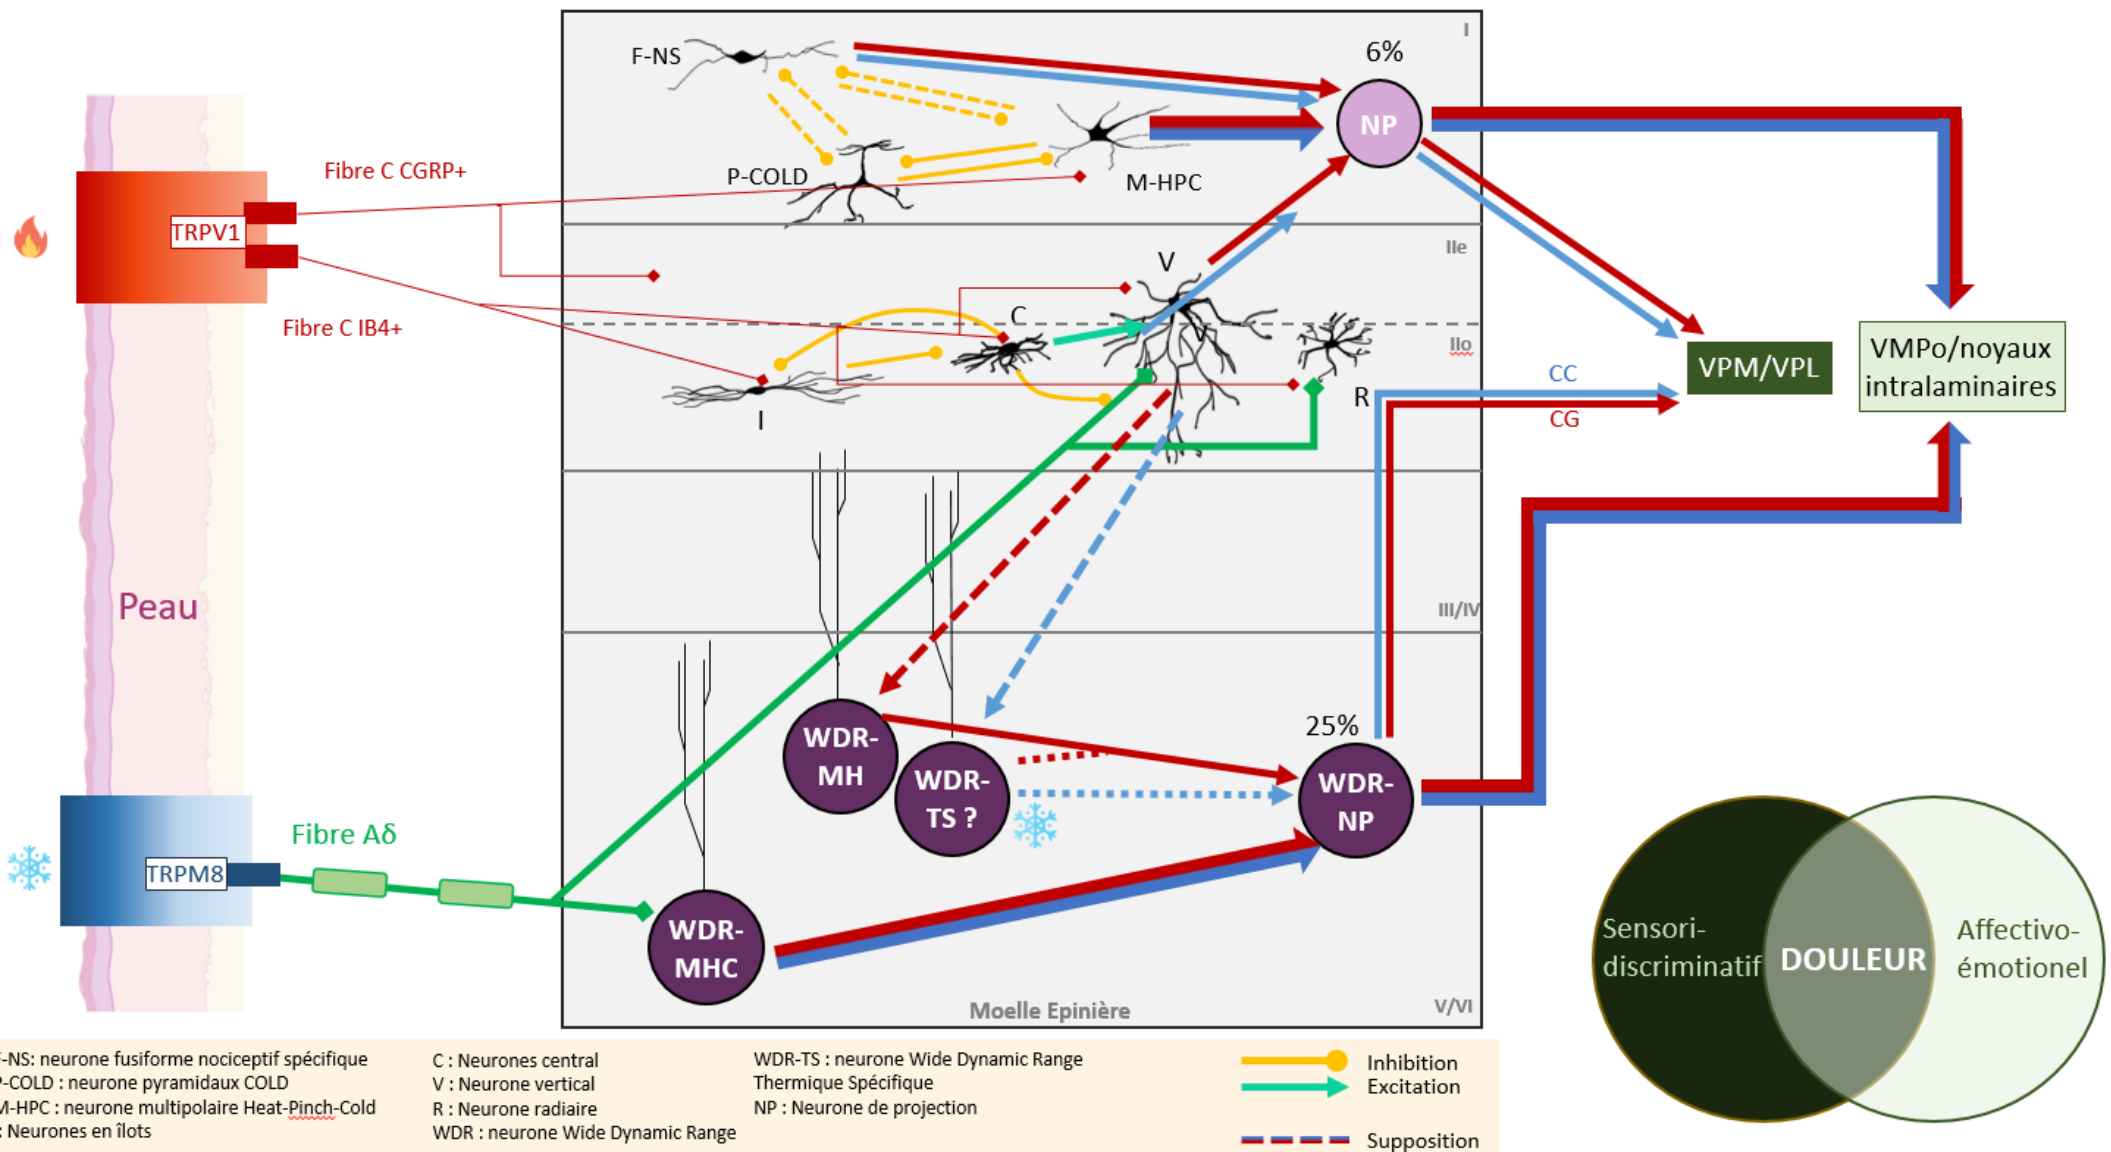 I
6%
F-NS
NP
P-COLD
M-HPC
Fibre C CGRP+
TRPV1
IIe
V
C
Fibre C IB4+
IIo
VMPo/noyaux
intralaminaires
VPM/VPL
CC
R
CG
I
Peau
III/IV
25%
WDR-
MH
WDR-
TS ?
WDR-
NP
Fibre Aδ
TRPM8
WDR-
MHC
Sensori-
discriminatif
DOULEUR
Affectivo-
émotionel
Moelle Epinière
V/VI
F-NS: neurone fusiforme nociceptif spécifique
P-COLD : neurone pyramidaux COLD
M-HPC : neurone multipolaire Heat-Pinch-Cold
: Neurones en îlots
C : Neurones central
V : Neurone vertical
R : Neurone radiaire
WDR : neurone Wide Dynamic Range
WDR-TS : neurone Wide Dynamic Range
Thermique Spécifique
NP : Neurone de projection
Inhibition
Excitation
Supposition